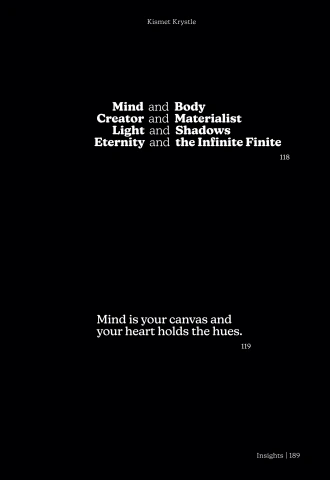 Kismet Krystle
Mind and Body
Creator and Materialist
Light and Shadows
Eternity and the Infinite Finite
118
Mind is your canvas and
your heart holds the hues.
119
Insights | 189